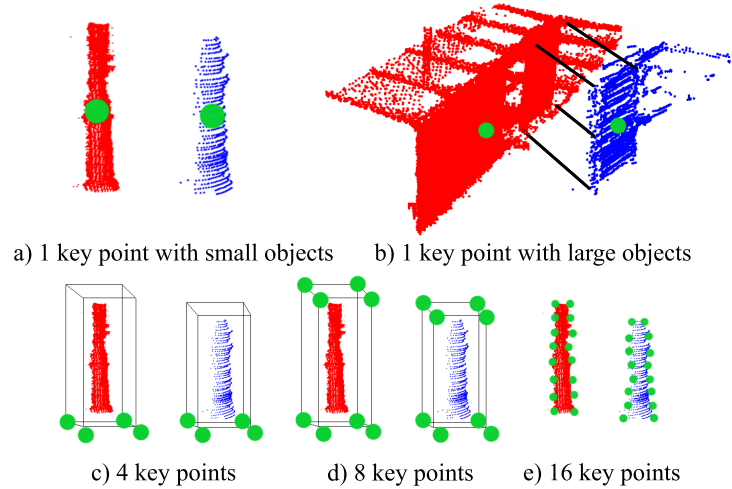 a) 1 key point with small objects
b) 1 key point with large objects
c) 4 key points
d) 8 key points
e) 16 key points